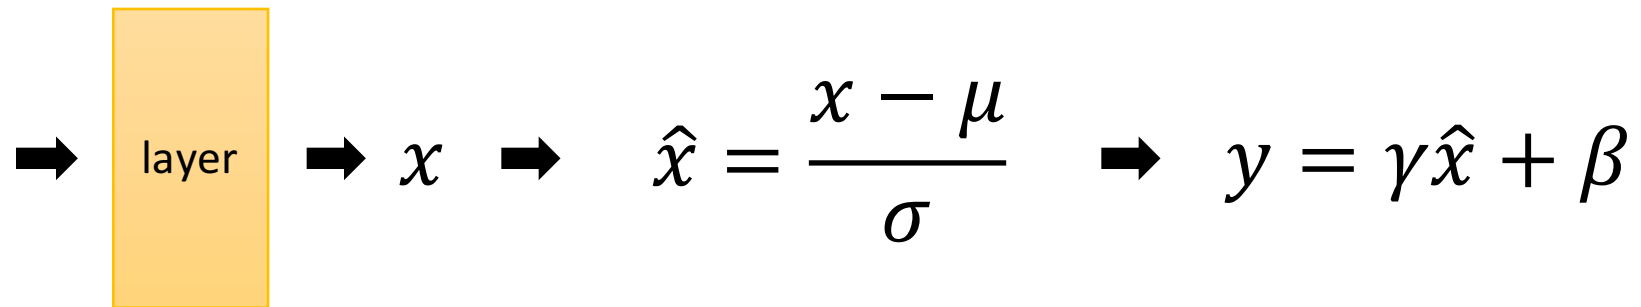 layer ➡ x ➡ x̂ = (x − μ) / σ ➡ y = γx̂ + β